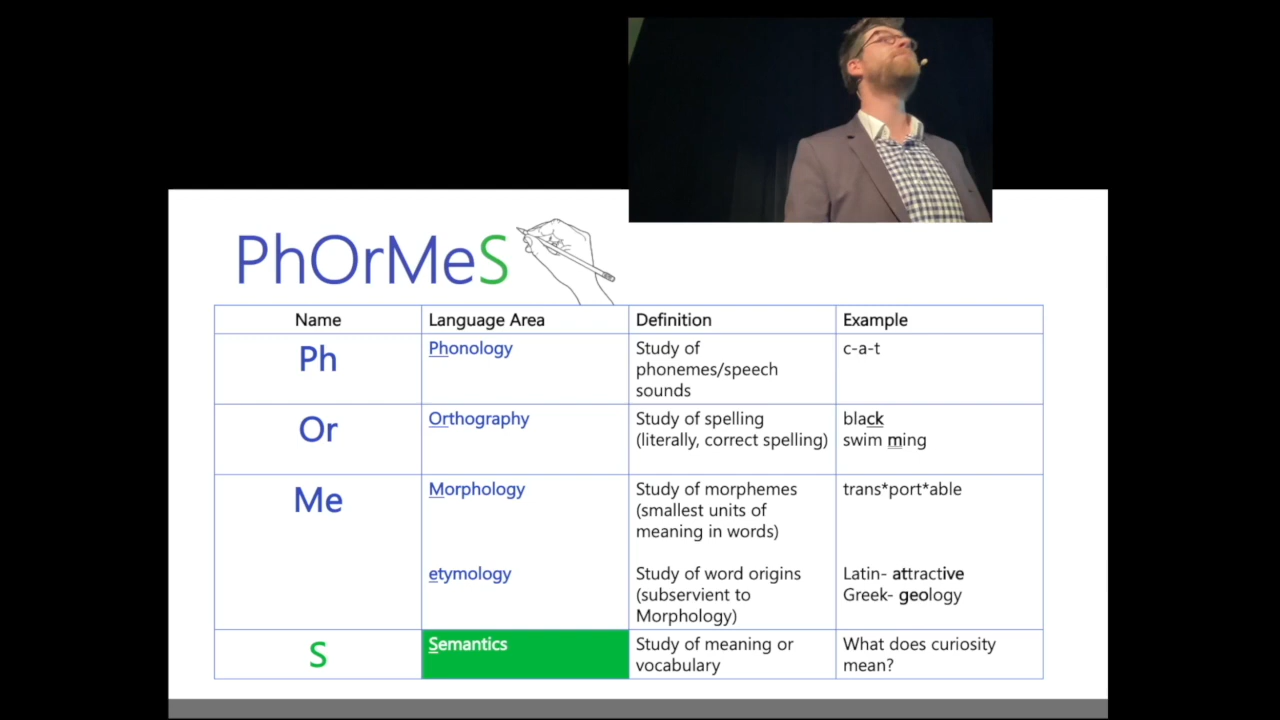 PhOrMeS
Name Language Area Definition Example
Ph Phonology Study of c-a-t
phonemes/speech
sounds
Or Orthography Study of spelling black
(literally, correct spelling) swim ming
Me Morphology Study of morphemes trans*port*able
(smallest units of
meaning in words)
etymology Study of word origins Latin- attractive
(subservient to Greek- geology
Morphology)
S Semantics Study of meaning or What does curiosity
vocabulary mean?